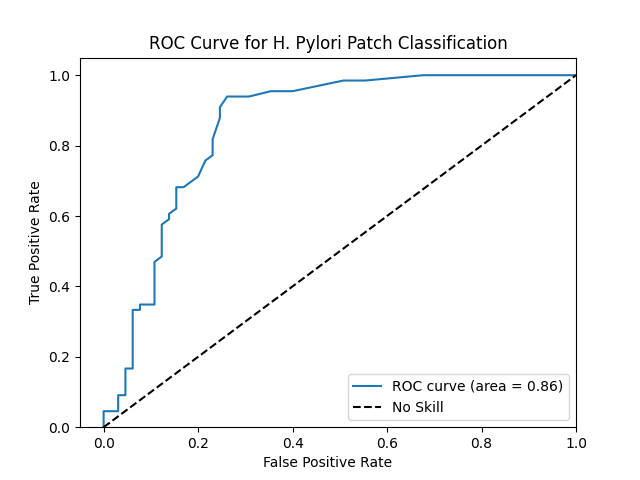 ROC Curve for H. Pylori Patch Classification
True Positive Rate
1.0
0.8
0.6
0.4
0.2
0.0
ROC curve (area = 0.86)
No Skill
0.0 0.2 0.4 0.6 0.8 1.0
False Positive Rate